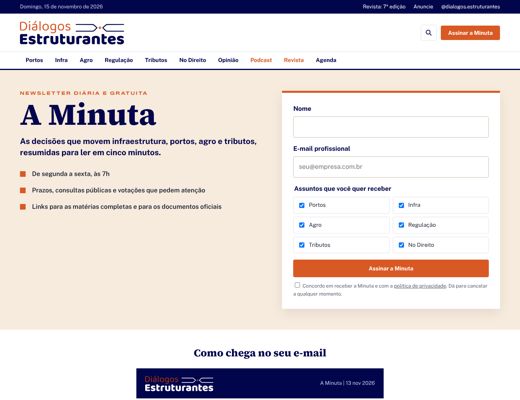 Domingo, 15 de novembro de 2026
Revista: 7ª edição
Anuncie
@dialogos.estruturantes
Diálogos
Estruturantes
Assinar a Minuta
Portos
Infra
Agro
Regulação
Tributos
No Direito
Opinião
Podcast
Revista
Agenda
NEWSLETTER DIÁRIA E GRATUITA
A Minuta
As decisões que movem infraestrutura, portos, agro e tributos,
resumidas para ler em cinco minutos.
De segunda a sexta, às 7h
Prazos, consultas públicas e votações que pedem atenção
Links para as matérias completas e para os documentos oficiais
Nome
E-mail profissional
seu@empresa.com.br
Assuntos que você quer receber
Portos
Infra
Agro
Regulação
Tributos
No Direito
Assinar a Minuta
Concordo em receber a Minuta e com a política de privacidade. Dá para cancelar
a qualquer momento.
Como chega no seu e-mail
Diálogos
Estruturantes
A Minuta | 13 nov 2026